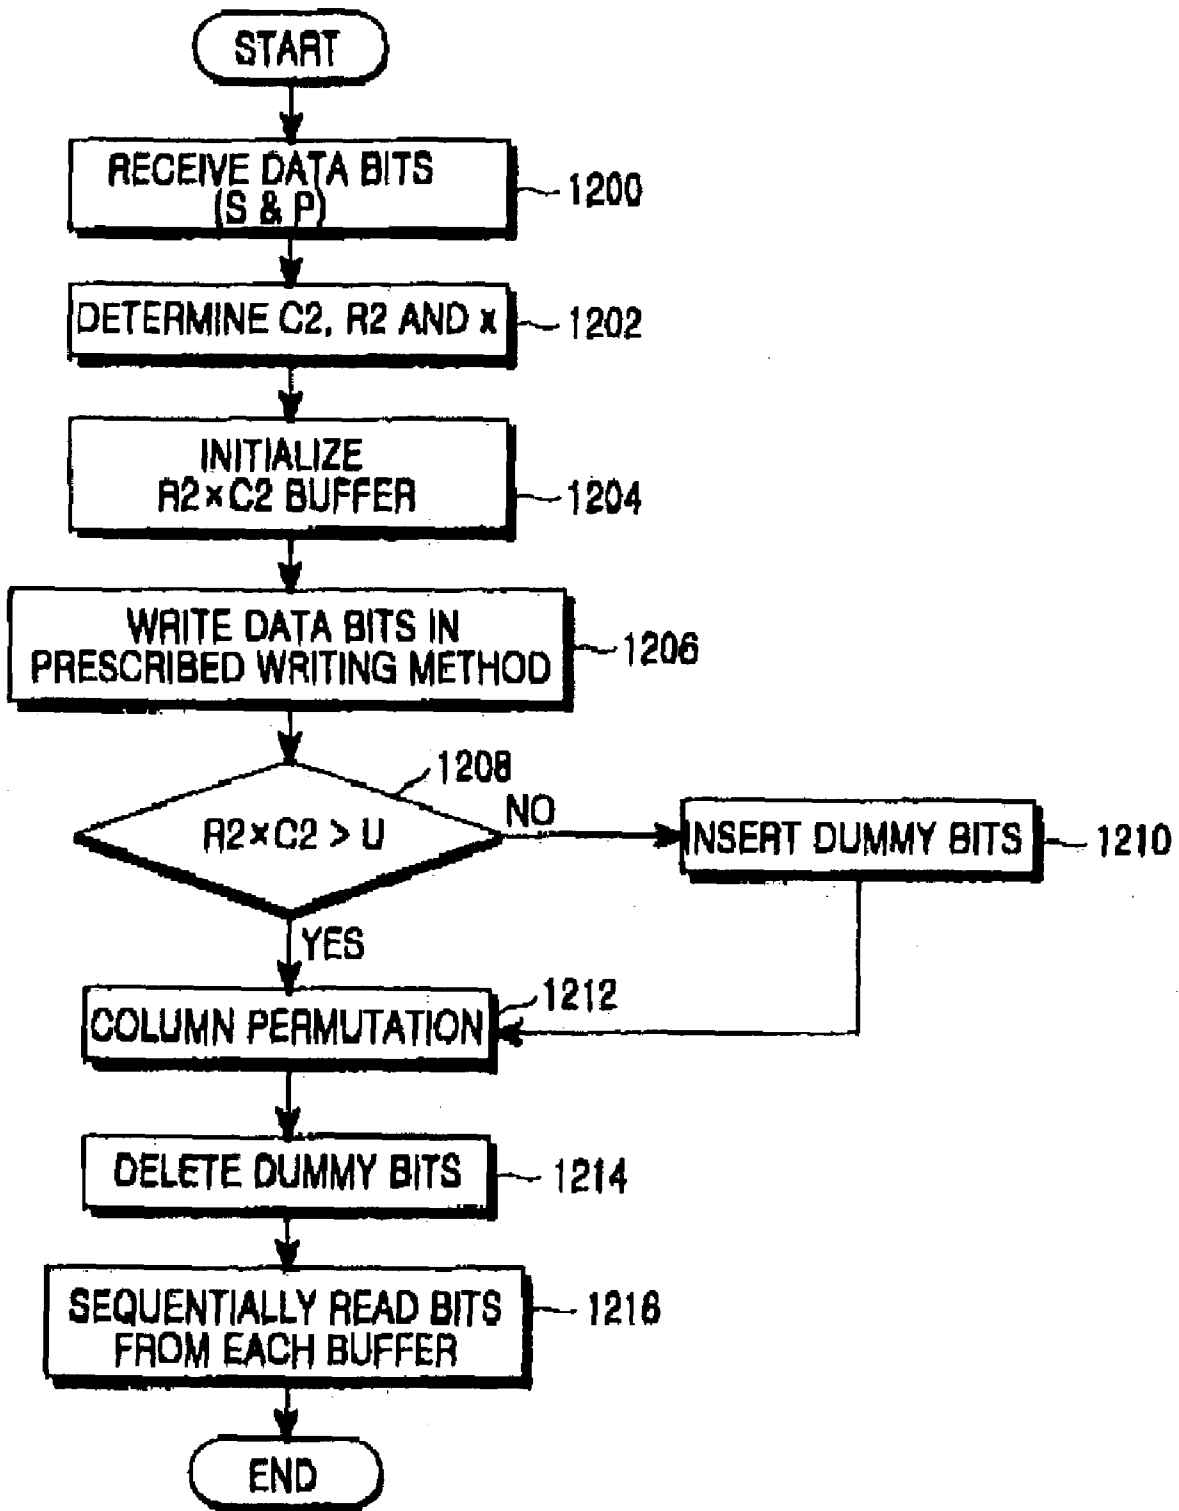 START
RECEIVE DATA BITS
(S & P)
1200
DETERMINE C2, R2 AND x
1202
INITIALIZE
R2×C2 BUFFER
1204
WRITE DATA BITS IN
PRESCRIBED WRITING METHOD
1206
1208
R2×C2 > U
NO
INSERT DUMMY BITS
1210
YES
COLUMN PERMUTATION
1212
DELETE DUMMY BITS
1214
SEQUENTIALLY READ BITS
FROM EACH BUFFER
1216
END